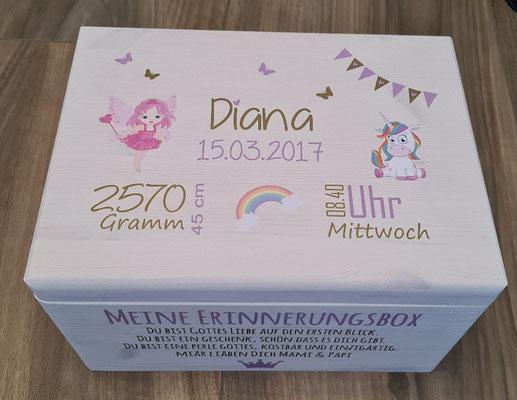 Diana
15.03.2017
2570
Gramm
45 cm
08.40
Uhr
Mittwoch
MEINE ERINNERUNGSBOX
DU BIST GOTTES LIEBE AUF DEN ERSTEN BLICK.
DU BIST EIN GESCHENK, SCHÖN DASS ES DICH GIBT.
DU BIST EINE PERLE GOTTES, KOSTBAR UND EINZIGARTIG.
MIÄR LIÄBEN DICH MAMI & PAPI